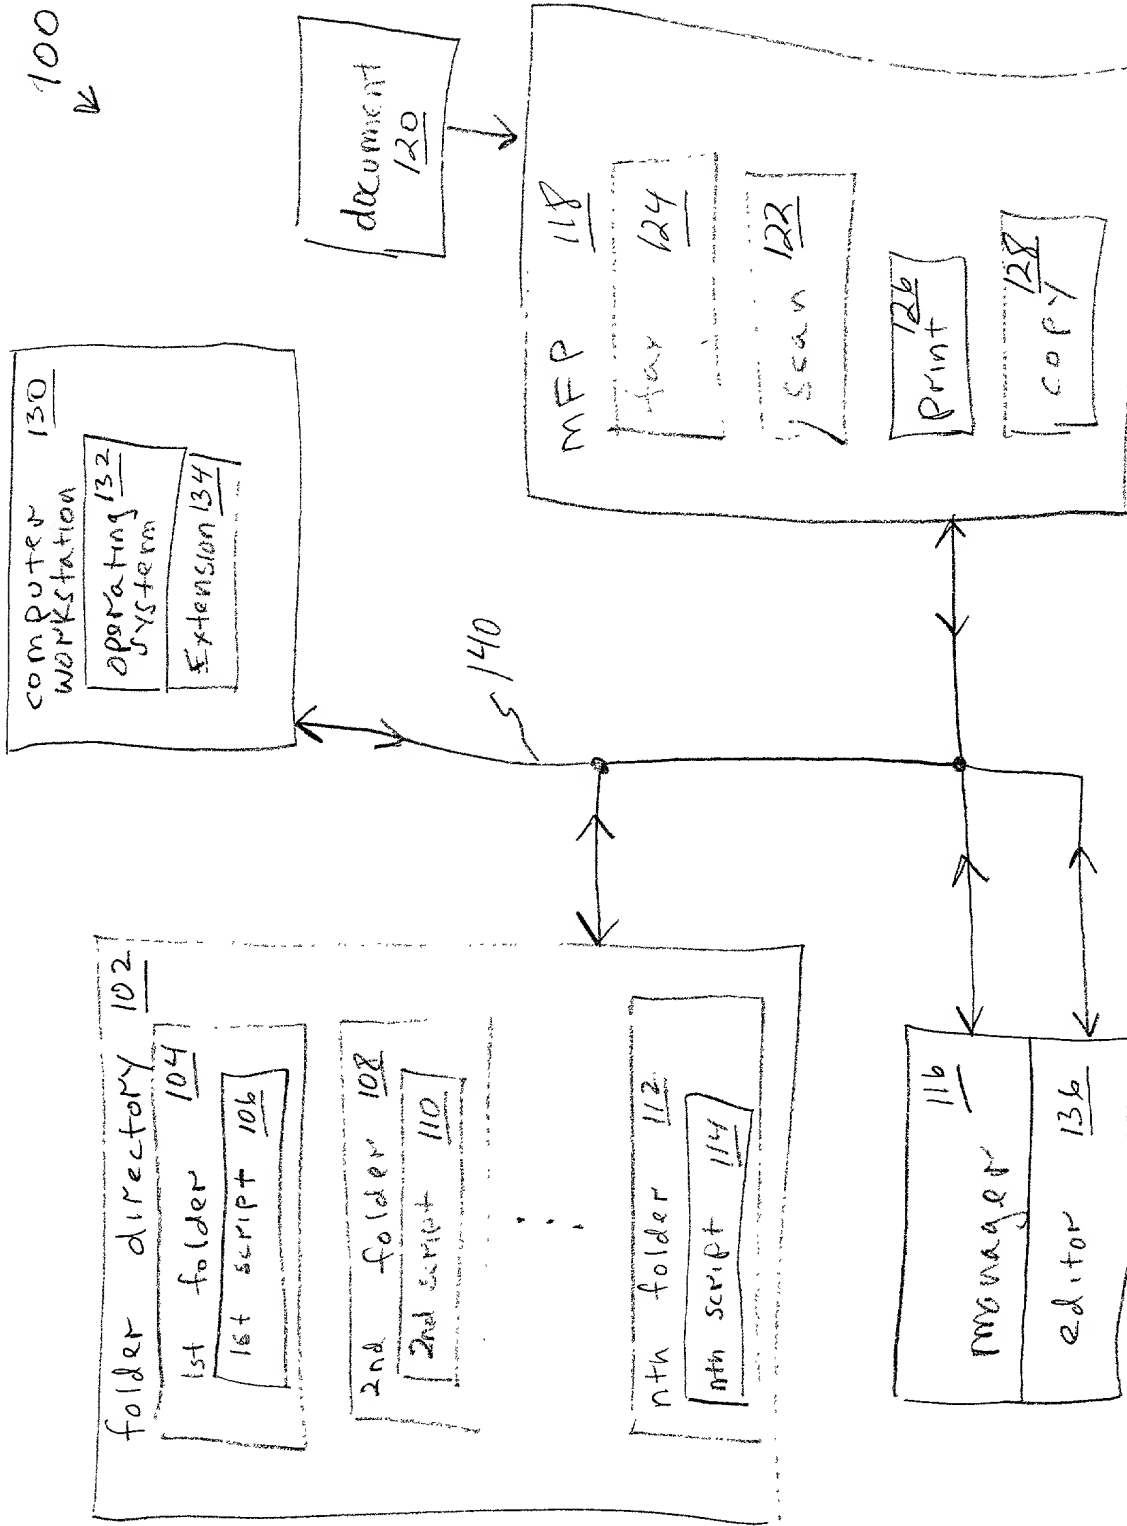 100
computer
workstation 130
operating 132
system
Extension 134
document
120
folder directory 102
1st folder 104
1st script 106
2nd folder 108
2nd script 110
nth folder 112
nth script 114
140
MFP 118
fax 124
scan 122
print 126
copy 128
manager 116
editor 136